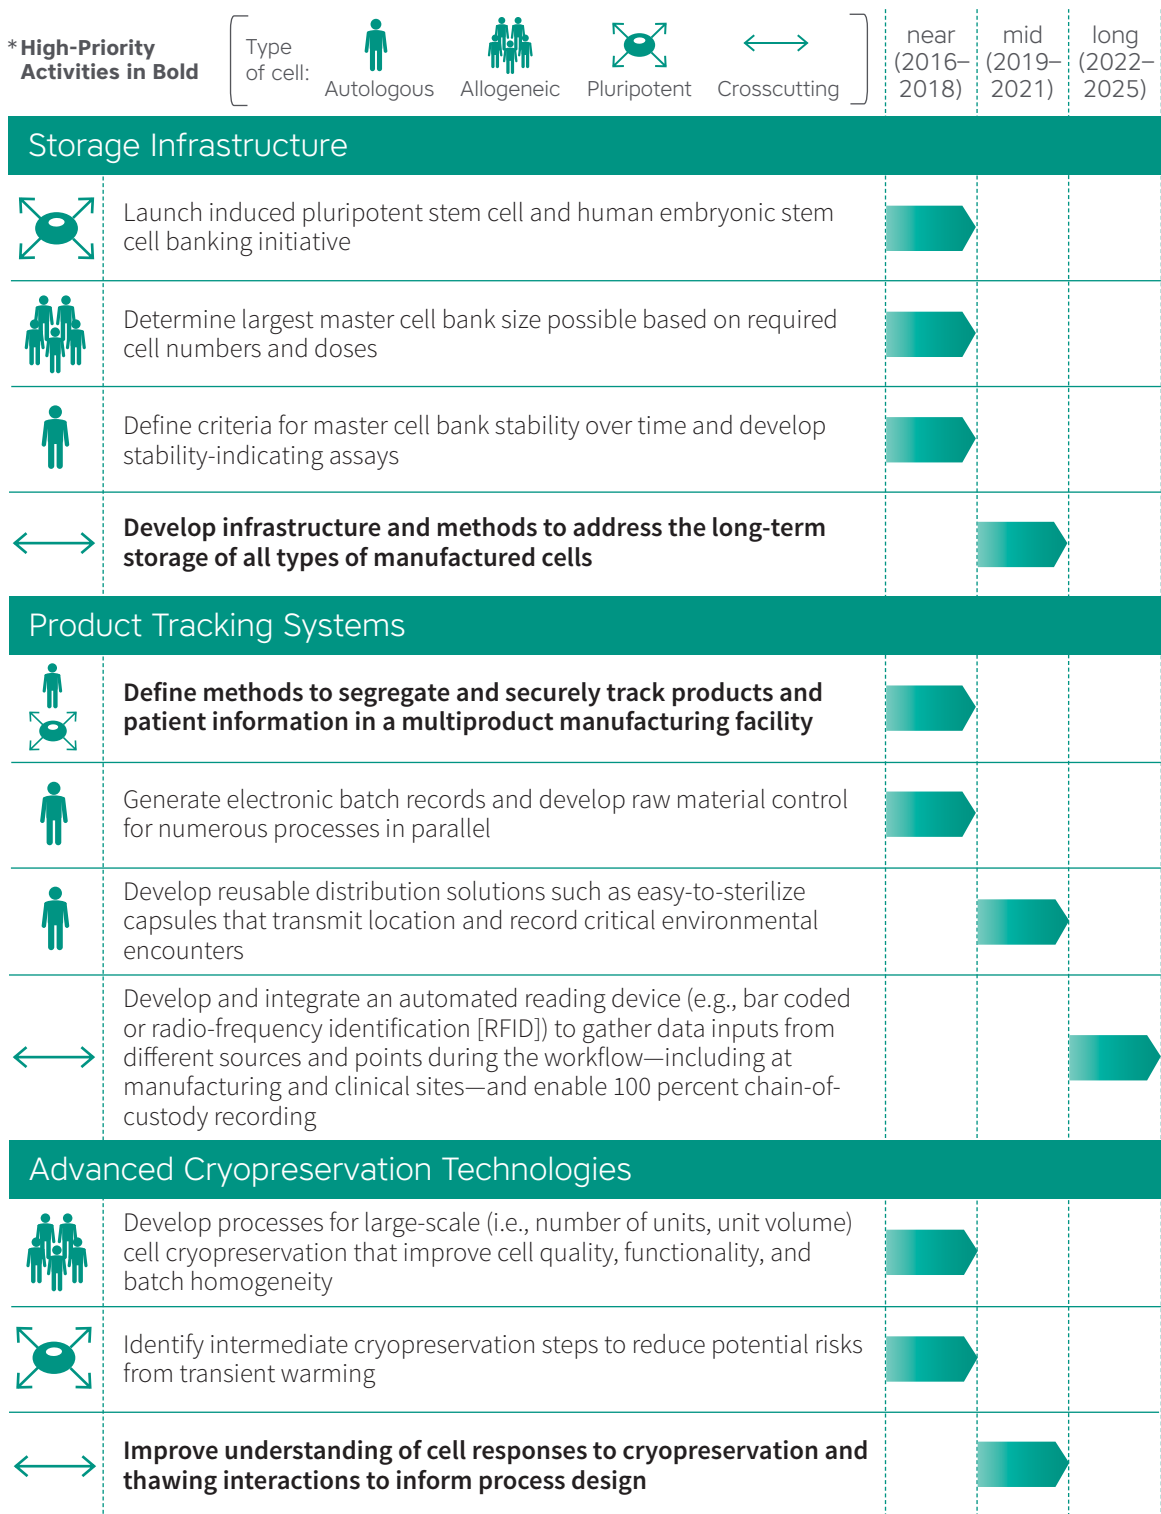 *High-Priority
Activities in Bold
Type
of cell:
Autologous
Allogeneic
Pluripotent
Crosscutting
near
(2016–
2018)
mid
(2019–
2021)
long
(2022–
2025)
Storage Infrastructure
Launch induced pluripotent stem cell and human embryonic stem
cell banking initiative
Determine largest master cell bank size possible based on required
cell numbers and doses
Define criteria for master cell bank stability over time and develop
stability-indicating assays
Develop infrastructure and methods to address the long-term
storage of all types of manufactured cells
Product Tracking Systems
Define methods to segregate and securely track products and
patient information in a multiproduct manufacturing facility
Generate electronic batch records and develop raw material control
for numerous processes in parallel
Develop reusable distribution solutions such as easy-to-sterilize
capsules that transmit location and record critical environmental
encounters
Develop and integrate an automated reading device (e.g., bar coded
or radio-frequency identification [RFID]) to gather data inputs from
different sources and points during the workflow—including at
manufacturing and clinical sites—and enable 100 percent chain-of-
custody recording
Advanced Cryopreservation Technologies
Develop processes for large-scale (i.e., number of units, unit volume)
cell cryopreservation that improve cell quality, functionality, and
batch homogeneity
Identify intermediate cryopreservation steps to reduce potential risks
from transient warming
Improve understanding of cell responses to cryopreservation and
thawing interactions to inform process design